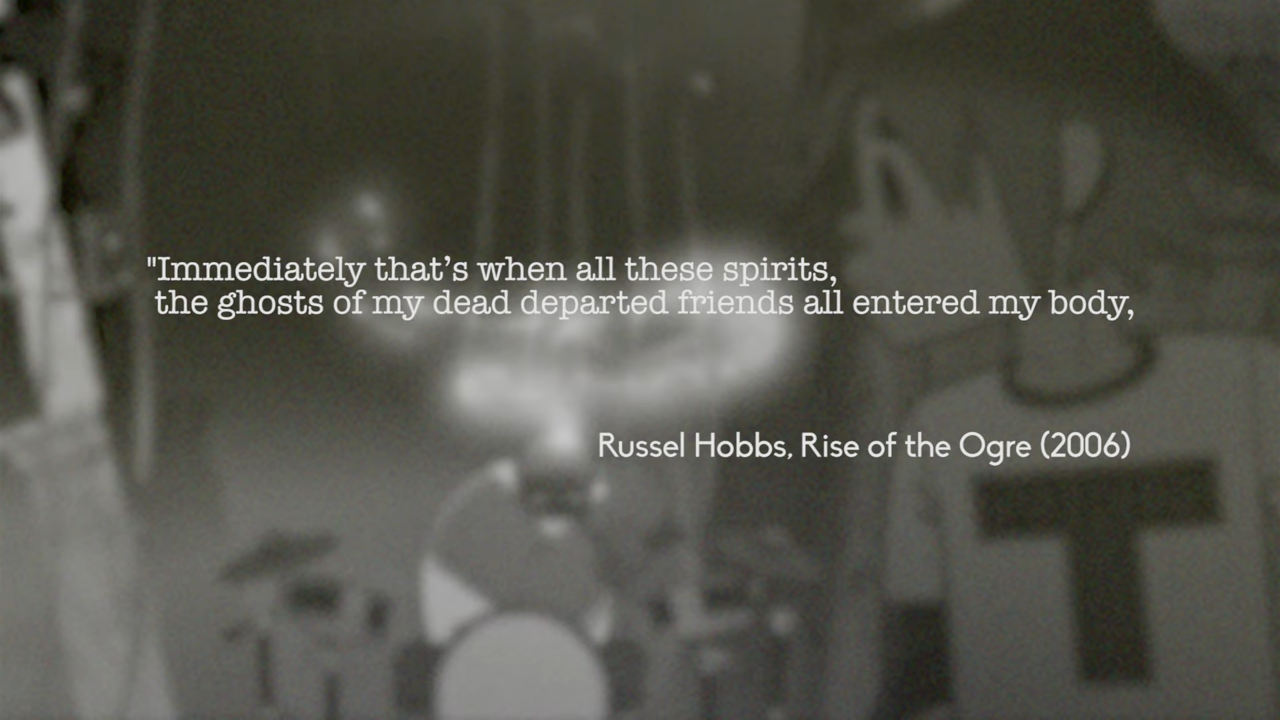 "Immediately that’s when all these spirits,
the ghosts of my dead departed friends all entered my body,
Russel Hobbs, Rise of the Ogre (2006)
T